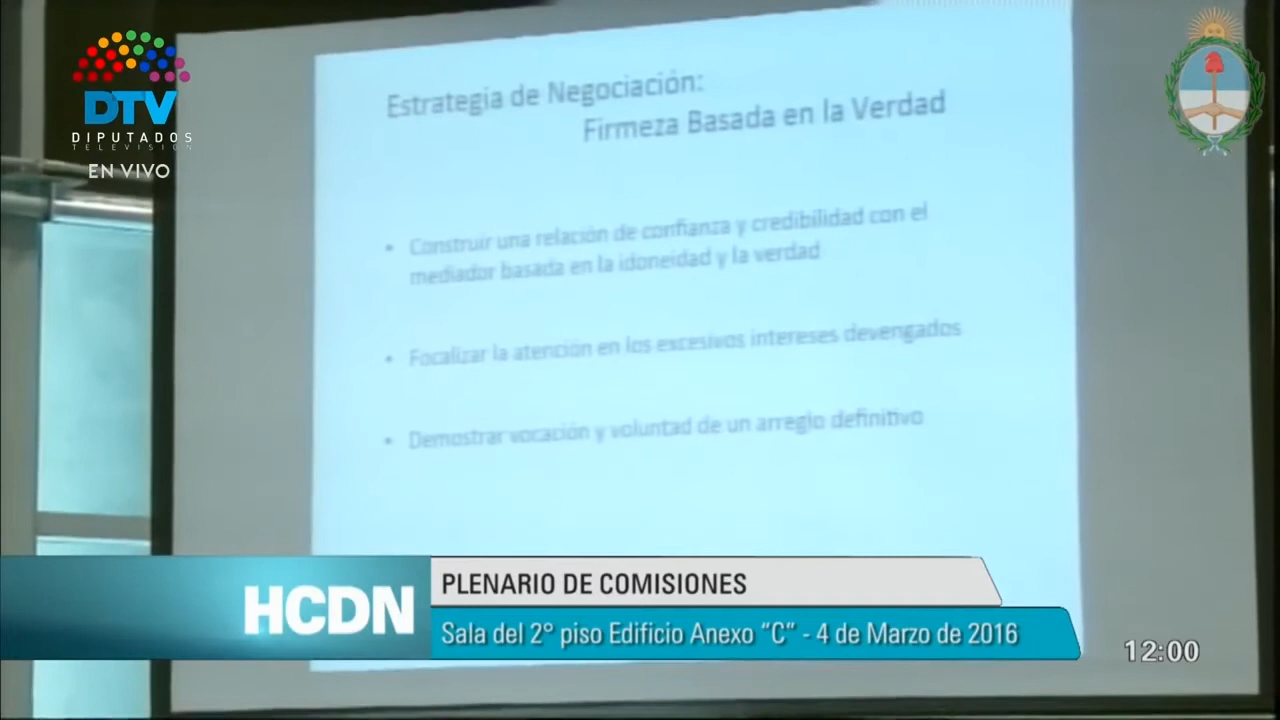 DTV
DIPUTADOS
TELEVISIÓN
EN VIVO
Estrategia de Negociación:
Firmeza Basada en la Verdad
• Construir una relación de confianza y credibilidad con el
mediador basada en la idoneidad y la verdad
• Focalizar la atención en los excesivos intereses devengados
• Demostrar vocación y voluntad de un arreglo definitivo
HCDN
PLENARIO DE COMISIONES
Sala del 2° piso Edificio Anexo “C” - 4 de Marzo de 2016
12:00